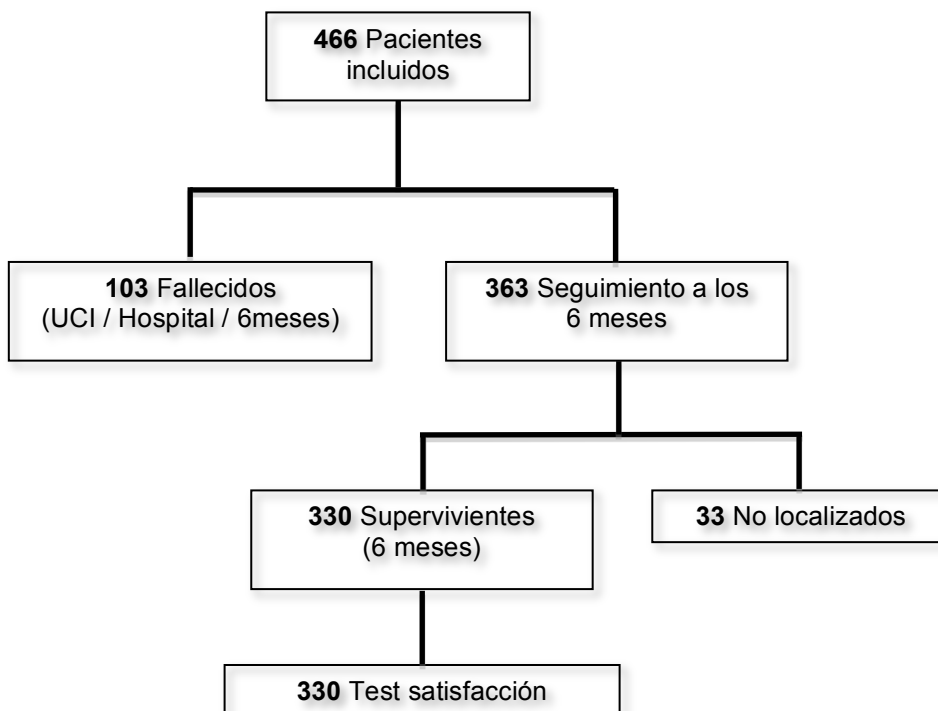 466 Pacientes
incluidos
103 Fallecidos
(UCI / Hospital / 6meses)
363 Seguimiento a los
6 meses
330 Supervivientes
(6 meses)
33 No localizados
330 Test satisfacción